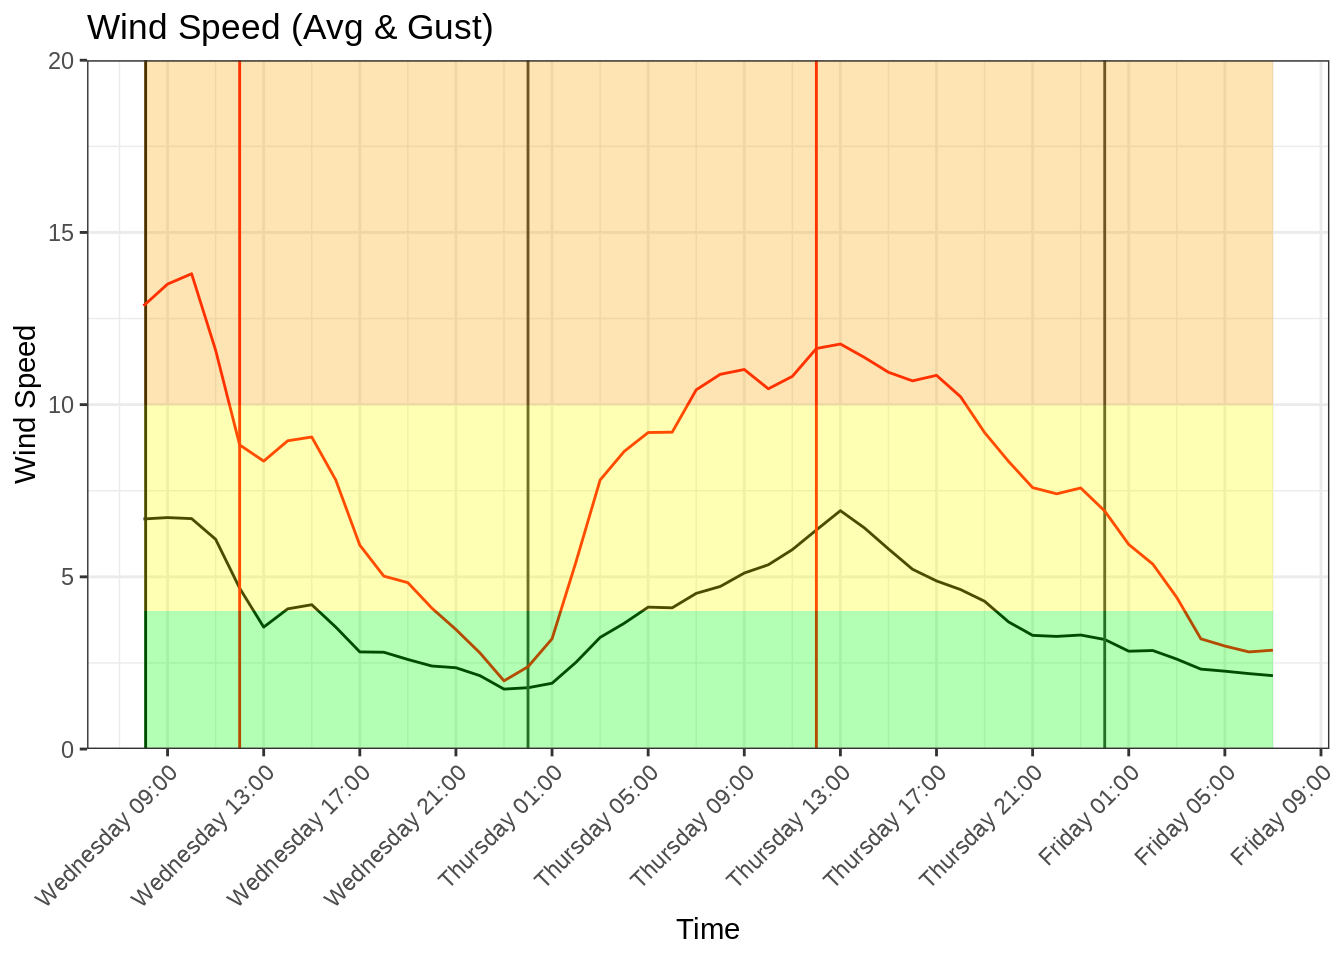 Wind Speed (Avg & Gust)
20
15
10
5
0
Wind Speed
Wednesday 09:00
Wednesday 13:00
Wednesday 17:00
Wednesday 21:00
Thursday 01:00
Thursday 05:00
Thursday 09:00
Thursday 13:00
Thursday 17:00
Thursday 21:00
Friday 01:00
Friday 05:00
Friday 09:00
Time